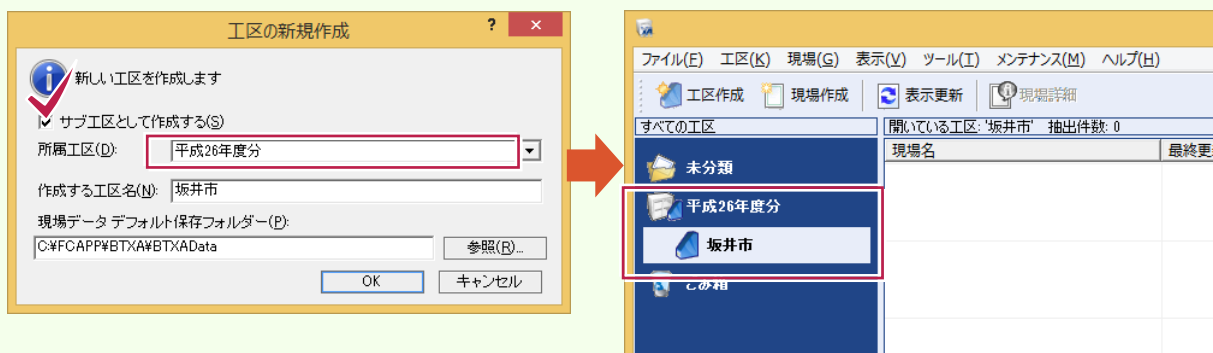 工区の新規作成
新しい工区を作成します
サブ工区として作成する(S)
所属工区(D):
平成26年度分
作成する工区名(N):
坂井市
現場データ デフォルト保存フォルダー(P):
C:¥FCAPP¥BTXA¥BTXAData
参照(R)...
OK キャンセル
ファイル(F) 工区(K) 現場(G) 表示(V) ツール(T) メンテナンス(M) ヘルプ(H)
工区作成 現場作成 表示更新 現場詳細
すべての工区
開いている工区: '坂井市' 抽出件数: 0
現場名 最終更
未分類
平成26年度分
坂井市
ごみ箱